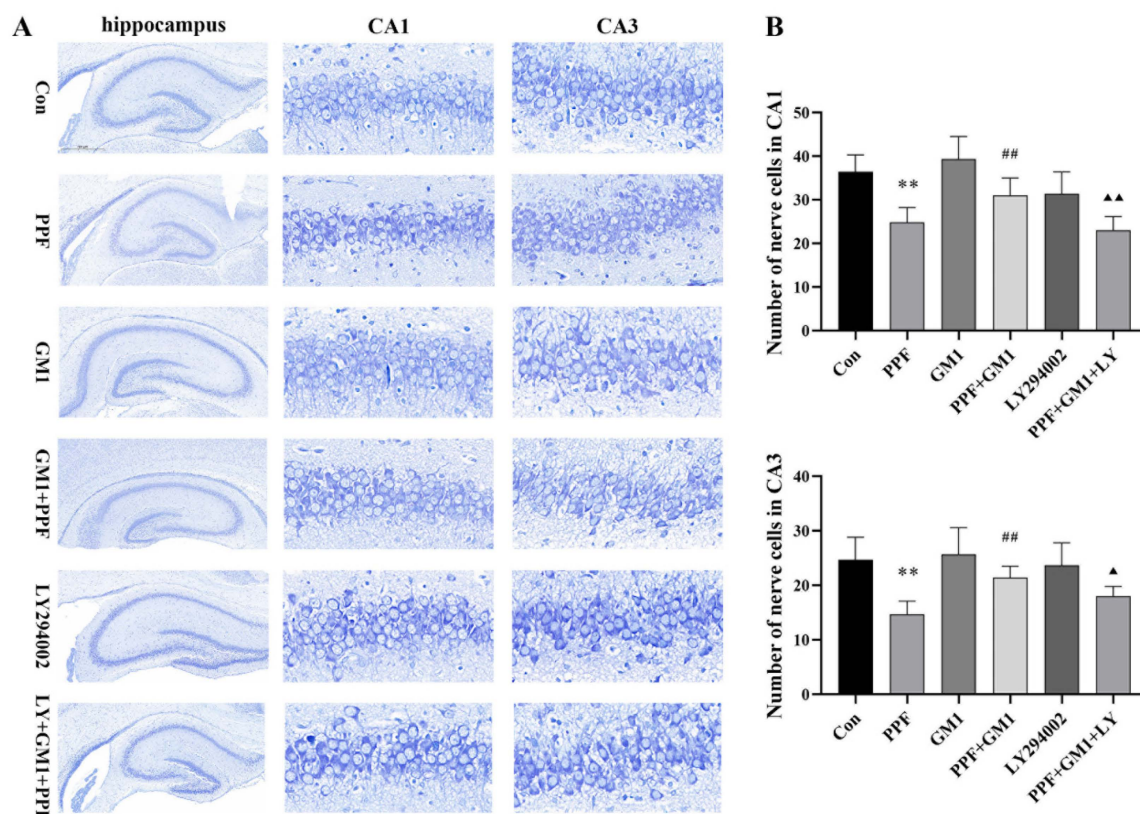 A
hippocampus
CA1
CA3
Con
PPF
GM1
GM1+PPF
LY294002
LY+GM1+PPI
B
Number of nerve cells in CA1
50
40
30
20
10
0
**
##
▲▲
Con
PPF
GM1
PPF+GM1
LY294002
PPF+GM1+LY
Number of nerve cells in CA3
40
30
20
10
0
**
##
▲
Con
PPF
GM1
PPF+GM1
LY294002
PPF+GM1+LY